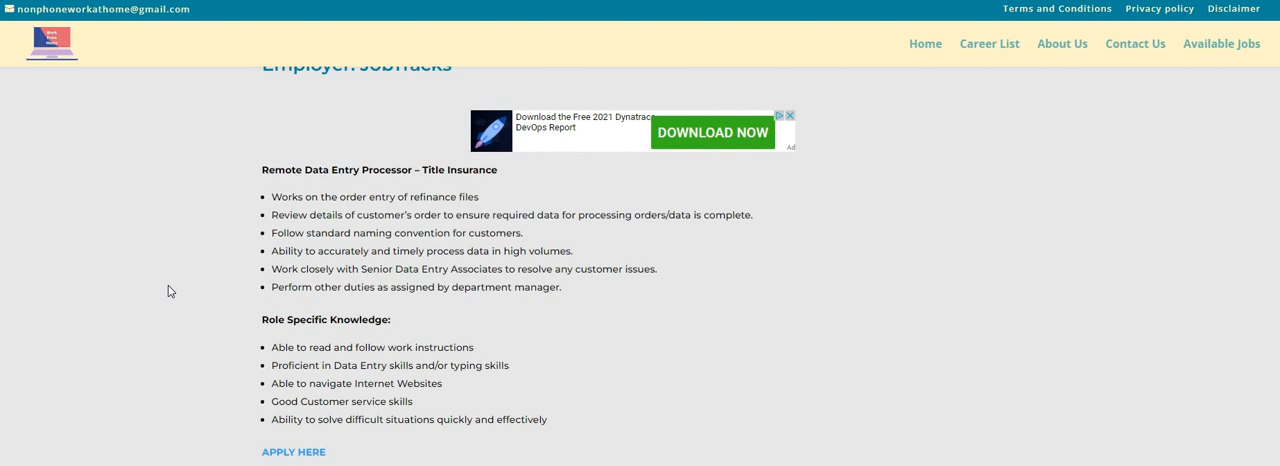 nonphoneworkathome@gmail.com
Terms and Conditions Privacy policy Disclaimer
Work
From
Home
Home Career List About Us Contact Us Available Jobs
Employer: JobTracks
Download the Free 2021 Dynatrace
DevOps Report
DOWNLOAD NOW
Ad
Remote Data Entry Processor – Title Insurance
• Works on the order entry of refinance files
• Review details of customer's order to ensure required data for processing orders/data is complete.
• Follow standard naming convention for customers.
• Ability to accurately and timely process data in high volumes.
• Work closely with Senior Data Entry Associates to resolve any customer issues.
• Perform other duties as assigned by department manager.
Role Specific Knowledge:
• Able to read and follow work instructions
• Proficient in Data Entry skills and/or typing skills
• Able to navigate Internet Websites
• Good Customer service skills
• Ability to solve difficult situations quickly and effectively
APPLY HERE